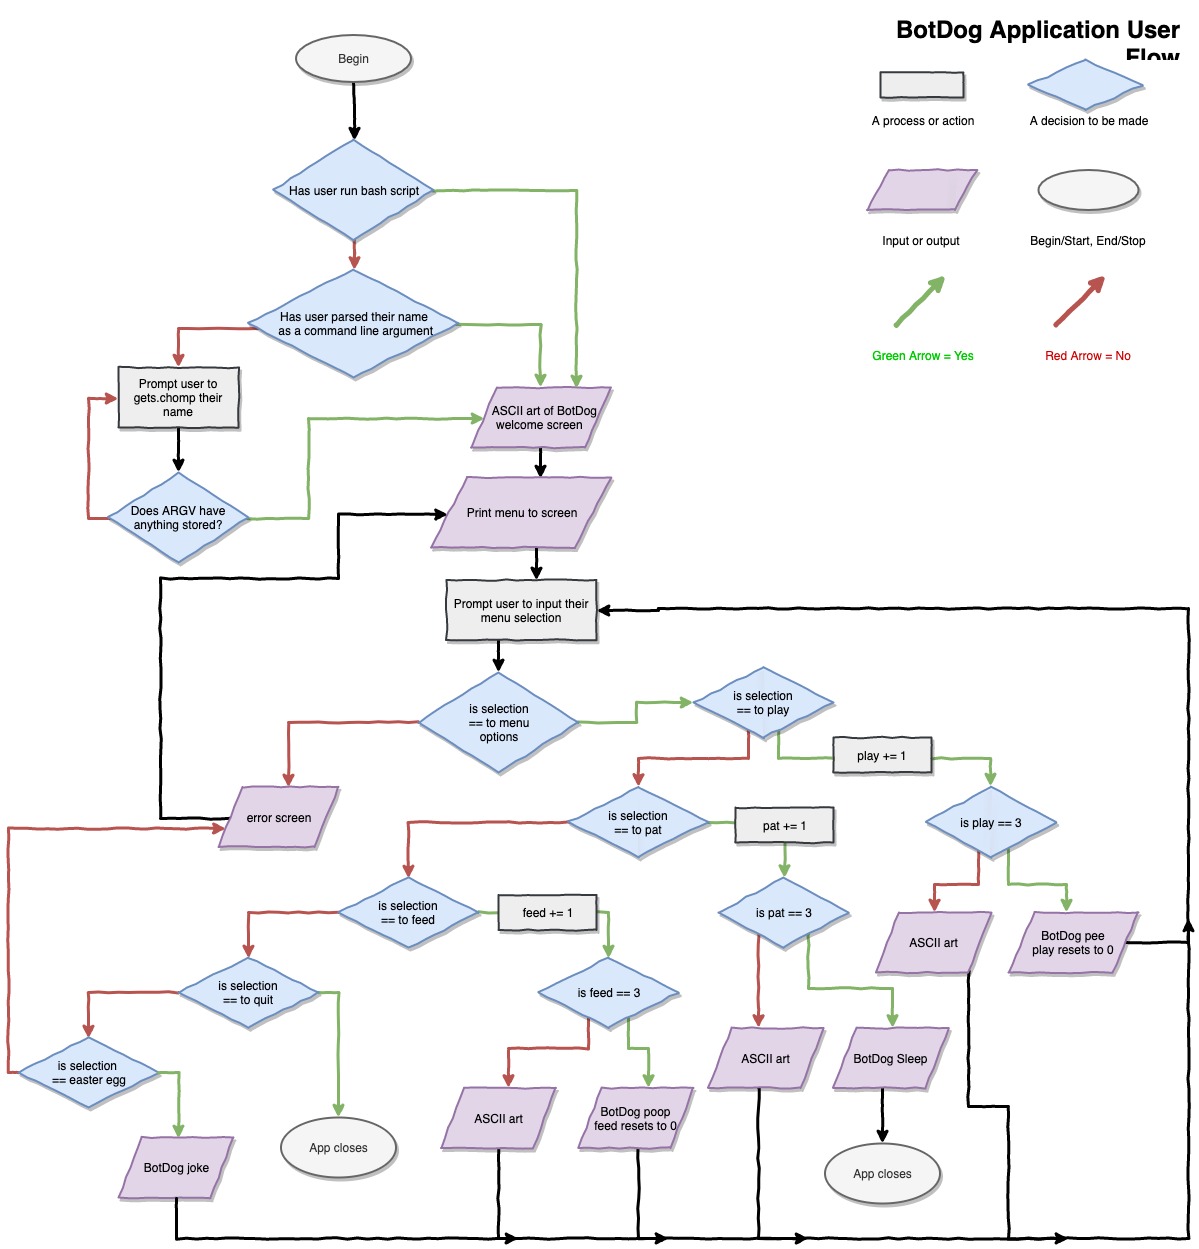 BotDog Application User
Flow
Begin
A process or action
A decision to be made
Has user run bash script
Input or output
Begin/Start, End/Stop
Has user parsed their name
as a command line argument
Green Arrow = Yes
Red Arrow = No
Prompt user to
gets.chomp their
name
ASCII art of BotDog
welcome screen
Does ARGV have
anything stored?
Print menu to screen
Prompt user to input their
menu selection
is selection
== to menu
options
is selection
== to play
play += 1
error screen
is selection
== to pat
pat += 1
is play == 3
is selection
== to feed
feed += 1
is pat == 3
ASCII art
BotDog pee
play resets to 0
is selection
== to quit
is feed == 3
is selection
== easter egg
ASCII art
BotDog Sleep
ASCII art
BotDog poop
feed resets to 0
App closes
BotDog joke
App closes